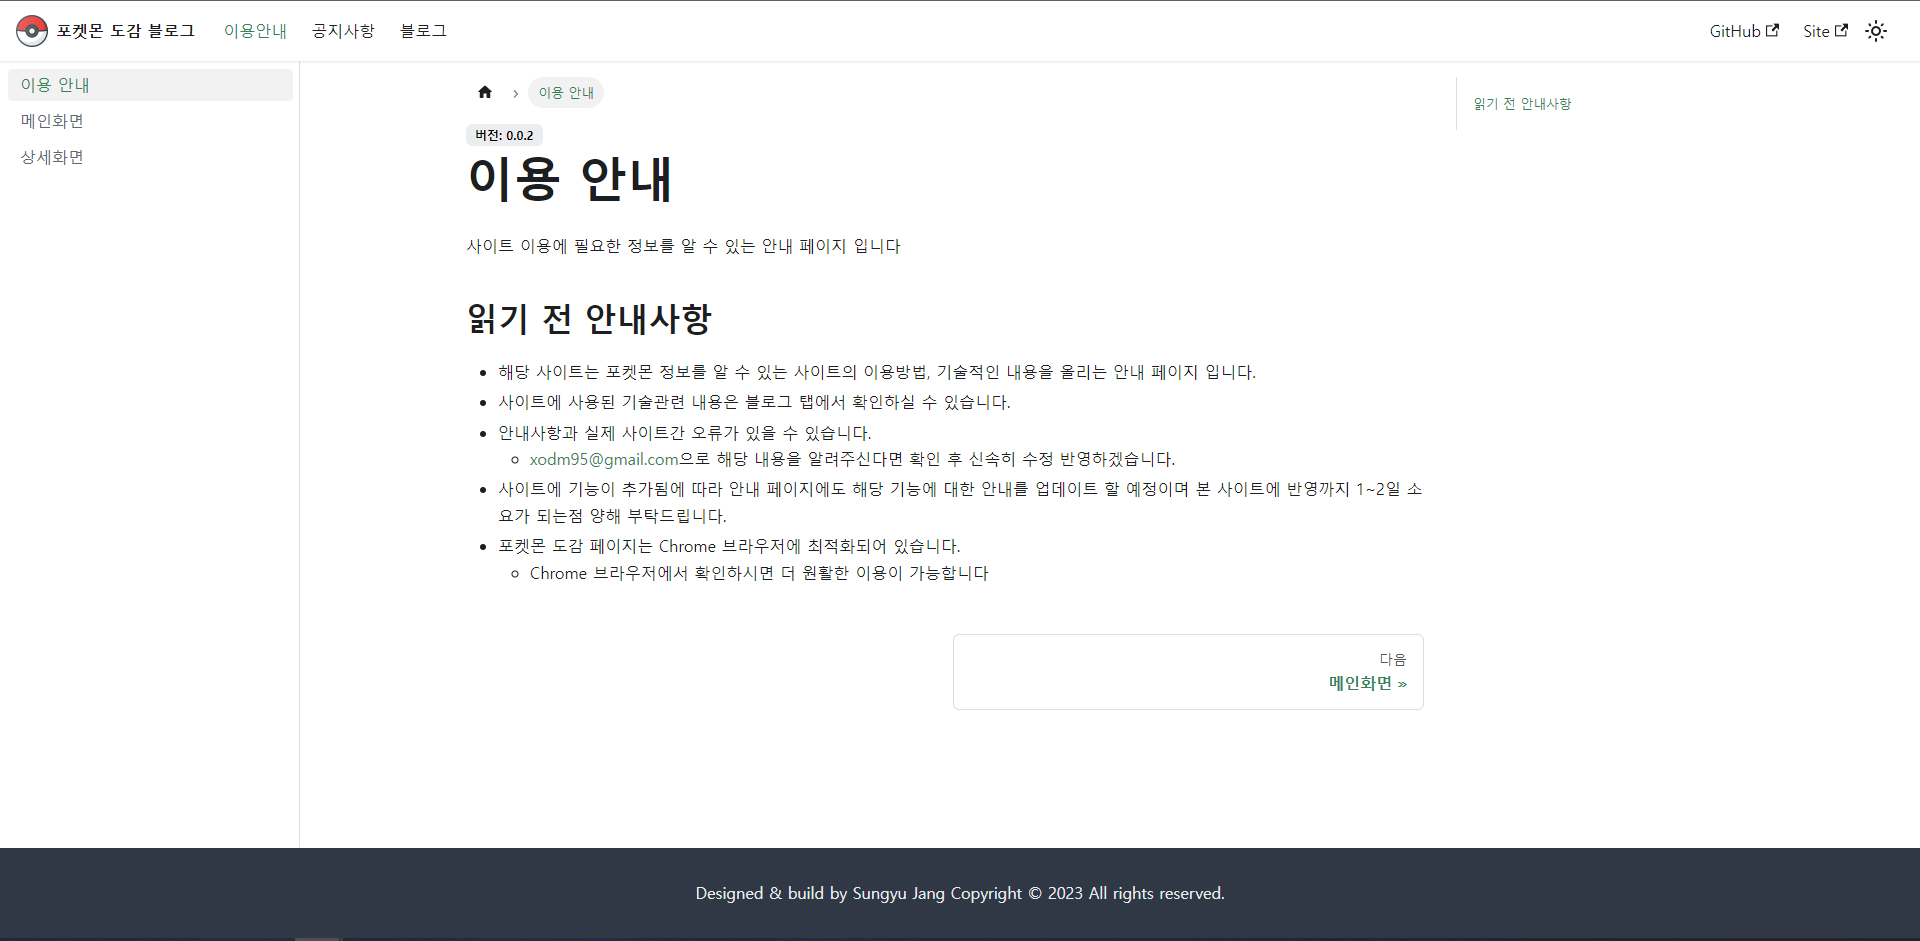 포켓몬 도감 블로그 이용안내 공지사항 블로그 GitHub Site
이용 안내
메인화면
상세화면
이용 안내
버전: 0.0.2
이용 안내
사이트 이용에 필요한 정보를 알 수 있는 안내 페이지 입니다
읽기 전 안내사항
해당 사이트는 포켓몬 정보를 알 수 있는 사이트의 이용방법, 기술적인 내용을 올리는 안내 페이지 입니다.
사이트에 사용된 기술관련 내용은 블로그 탭에서 확인하실 수 있습니다.
안내사항과 실제 사이트간 오류가 있을 수 있습니다.
xodm95@gmail.com으로 해당 내용을 알려주신다면 확인 후 신속히 수정 반영하겠습니다.
사이트에 기능이 추가됨에 따라 안내 페이지에도 해당 기능에 대한 안내를 업데이트 할 예정이며 본 사이트에 반영까지 1~2일 소
요가 되는점 양해 부탁드립니다.
포켓몬 도감 페이지는 Chrome 브라우저에 최적화되어 있습니다.
Chrome 브라우저에서 확인하시면 더 원활한 이용이 가능합니다
다음
메인화면 »
읽기 전 안내사항
Designed & build by Sungyu Jang Copyright © 2023 All rights reserved.